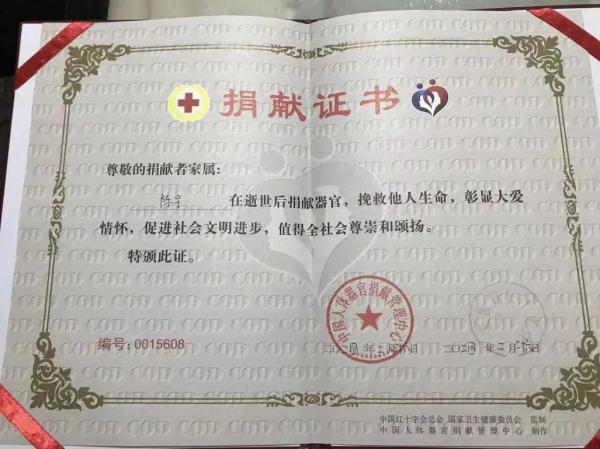 捐献证书
尊敬的捐献者家属:
在逝世后捐献器官,挽救他人生命,彰显大爱
情怀,促进社会文明进步,值得全社会尊崇和颂扬。
特颁此证。
中国人体器官捐献管理中心
编号:0015608
中国红十字会总会 国家卫生健康委员会 监制
中国人体器官捐献管理中心 制作